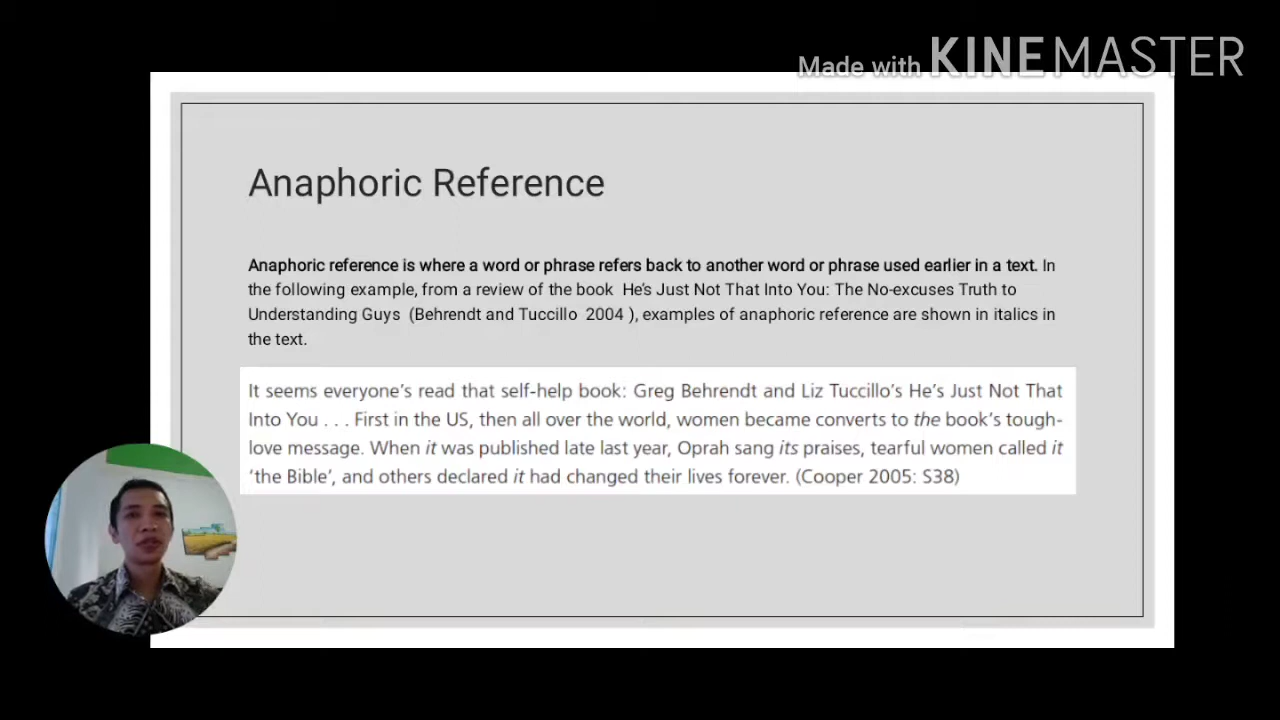 Made with KINEMASTER
Anaphoric Reference
Anaphoric reference is where a word or phrase refers back to another word or phrase used earlier in a text. In
the following example, from a review of the book He's Just Not That Into You: The No-excuses Truth to
Understanding Guys (Behrendt and Tuccillo 2004 ), examples of anaphoric reference are shown in italics in
the text.
It seems everyone's read that self-help book: Greg Behrendt and Liz Tuccillo's He's Just Not That
Into You . . . First in the US, then all over the world, women became converts to the book's tough-
love message. When it was published late last year, Oprah sang its praises, tearful women called it
'the Bible', and others declared it had changed their lives forever. (Cooper 2005: S38)